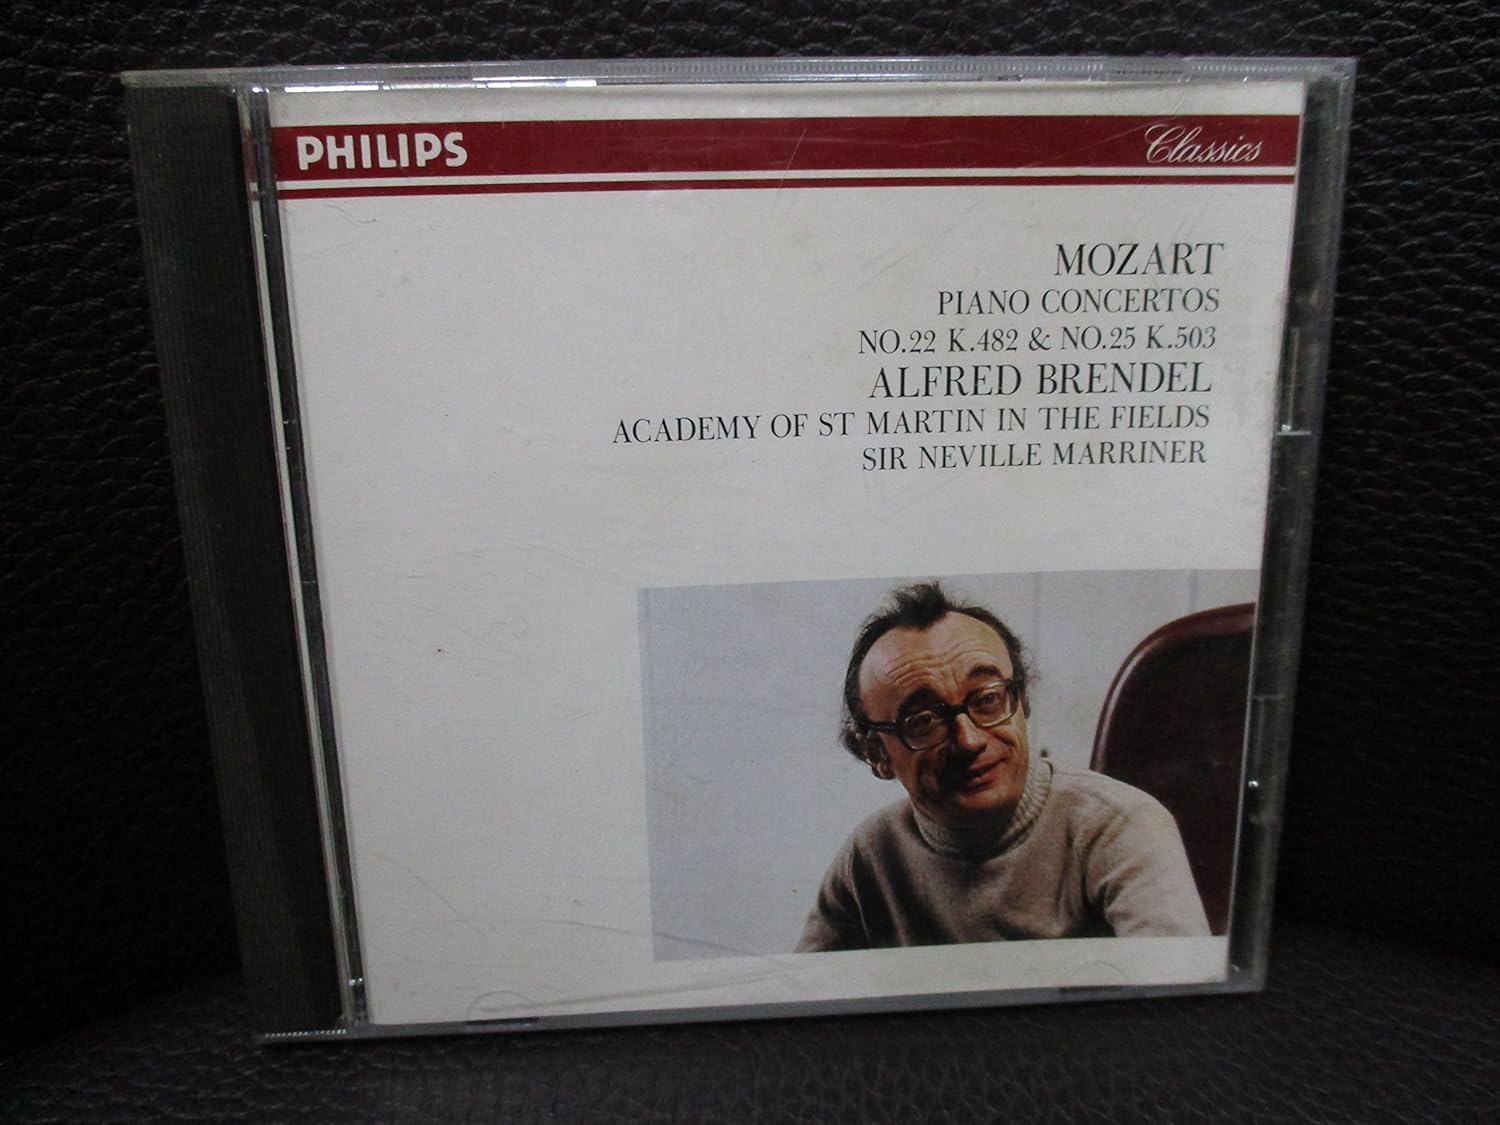 PHILIPS Classics
MOZART
PIANO CONCERTOS
NO.22 K.482 & NO.25 K.503
ALFRED BRENDEL
ACADEMY OF ST MARTIN IN THE FIELDS
SIR NEVILLE MARRINER